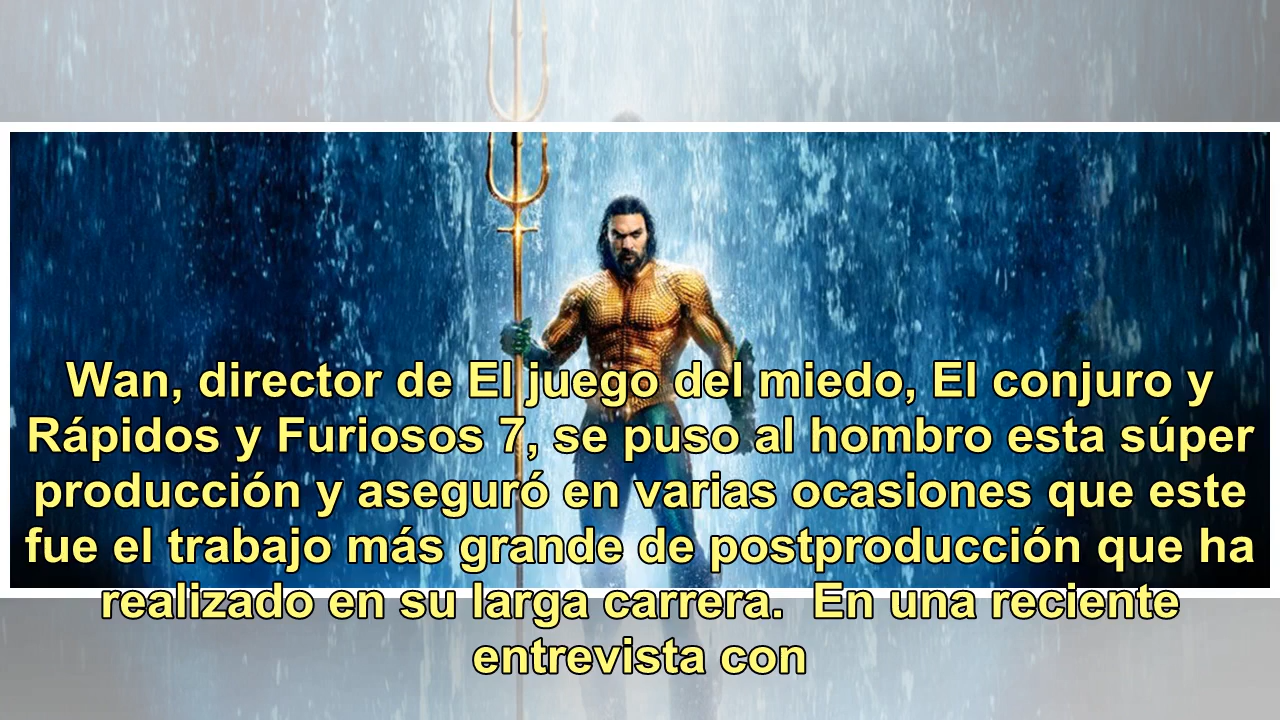 Wan, director de El juego del miedo, El conjuro y
Rápidos y Furiosos 7, se puso al hombro esta súper
producción y aseguró en varias ocasiones que este
fue el trabajo más grande de postproducción que ha
realizado en su larga carrera.  En una reciente
entrevista con